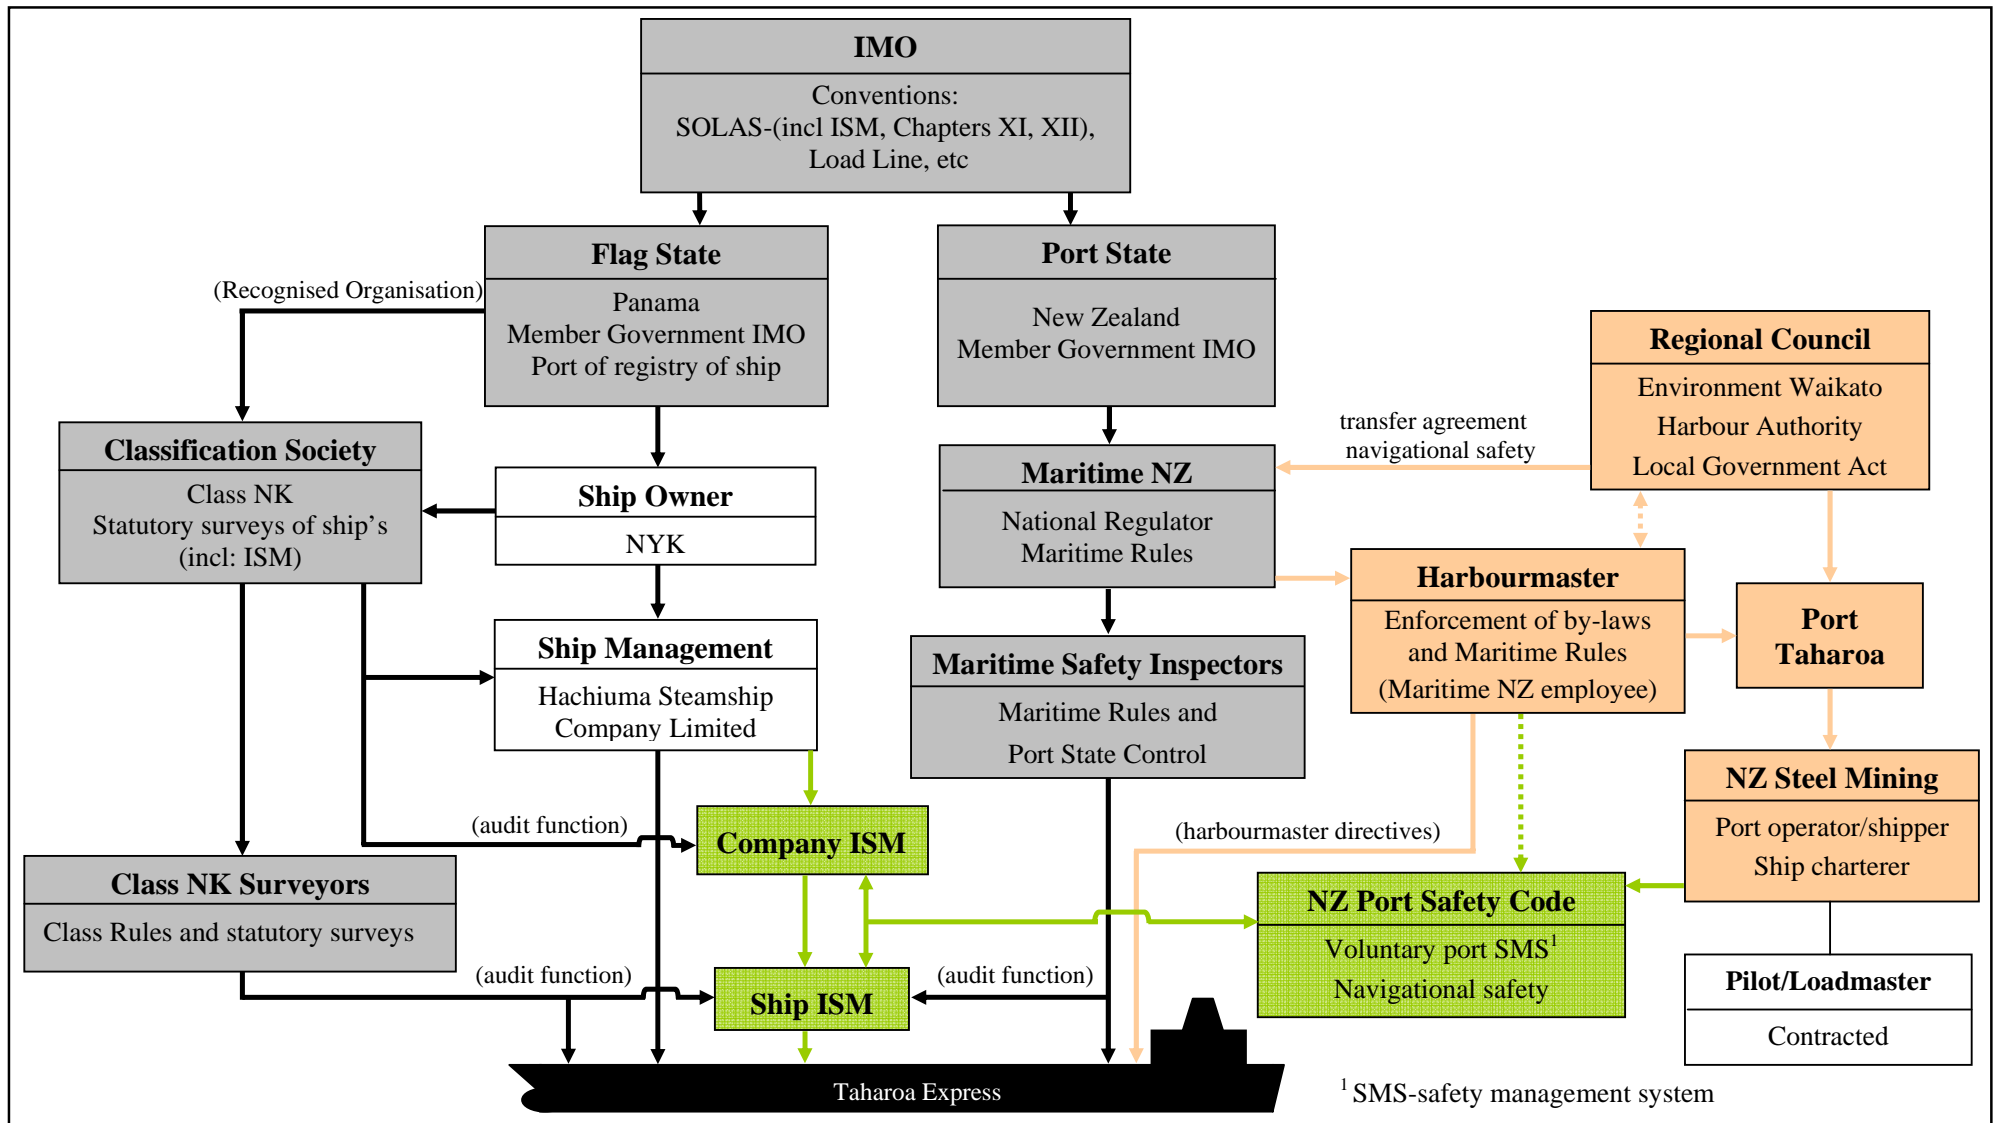 IMO
Conventions:
SOLAS-(incl ISM, Chapters XI, XII),
Load Line, etc
Flag State
Panama
Member Government IMO
Port of registry of ship
Port State
New Zealand
Member Government IMO
(Recognised Organisation)
Regional Council
Environment Waikato
Harbour Authority
Local Government Act
transfer agreement
navigational safety
Classification Society
Class NK
Statutory surveys of ship's
(incl: ISM)
Ship Owner
NYK
Maritime NZ
National Regulator
Maritime Rules
Harbourmaster
Enforcement of by-laws
and Maritime Rules
(Maritime NZ employee)
Port
Taharoa
Ship Management
Hachiuma Steamship
Company Limited
Maritime Safety Inspectors
Maritime Rules and
Port State Control
NZ Steel Mining
Port operator/shipper
Ship charterer
(audit function)
Company ISM
(harbourmaster directives)
Class NK Surveyors
Class Rules and statutory surveys
NZ Port Safety Code
Voluntary port SMS¹
Navigational safety
(audit function)
Ship ISM
(audit function)
Pilot/Loadmaster
Contracted
Taharoa Express
¹ SMS-safety management system